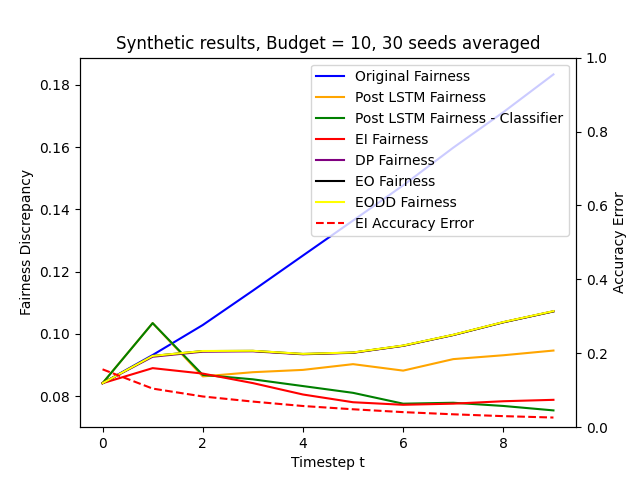 Synthetic results, Budget = 10, 30 seeds averaged
Original Fairness
Post LSTM Fairness
Post LSTM Fairness - Classifier
EI Fairness
DP Fairness
EO Fairness
EODD Fairness
EI Accuracy Error
Fairness Discrepancy
0.18
0.16
0.14
0.12
0.10
0.08
1.0
0.8
0.6
0.4
0.2
0.0
Accuracy Error
0 2 4 6 8
Timestep t